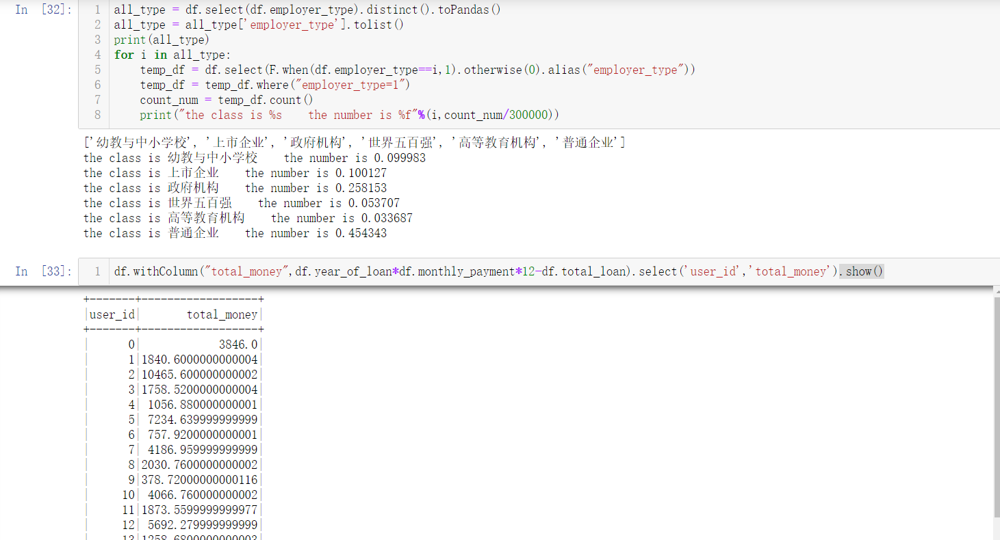 In [32]:
1 all_type = df.select(df.employer_type).distinct().toPandas()
2 all_type = all_type['employer_type'].tolist()
3 print(all_type)
4 for i in all_type:
5     temp_df = df.select(F.when(df.employer_type==i,1).otherwise(0).alias("employer_type"))
6     temp_df = temp_df.where("employer_type=1")
7     count_num = temp_df.count()
8     print("the class is %s    the number is %f"%(i,count_num/300000))
['幼教与中小学校', '上市企业', '政府机构', '世界五百强', '高等教育机构', '普通企业']
the class is 幼教与中小学校    the number is 0.099983
the class is 上市企业    the number is 0.100127
the class is 政府机构    the number is 0.258153
the class is 世界五百强    the number is 0.053707
the class is 高等教育机构    the number is 0.033687
the class is 普通企业    the number is 0.454343
In [33]:
1 df.withColumn("total_money",df.year_of_loan*df.monthly_payment*12-df.total_loan).select('user_id','total_money').show()
+-------+------------------+
|user_id|       total_money|
+-------+------------------+
|      0|            3846.0|
|      1|1840.6000000000004|
|      2|10465.600000000002|
|      3|1758.5200000000004|
|      4| 1056.880000000001|
|      5| 7234.639999999999|
|      6| 757.9200000000001|
|      7| 4186.959999999999|
|      8|2030.7600000000002|
|      9|378.72000000000116|
|     10| 4066.760000000002|
|     11|1873.5599999999977|
|     12| 5692.279999999999|
|     13|1258.6800000000003|